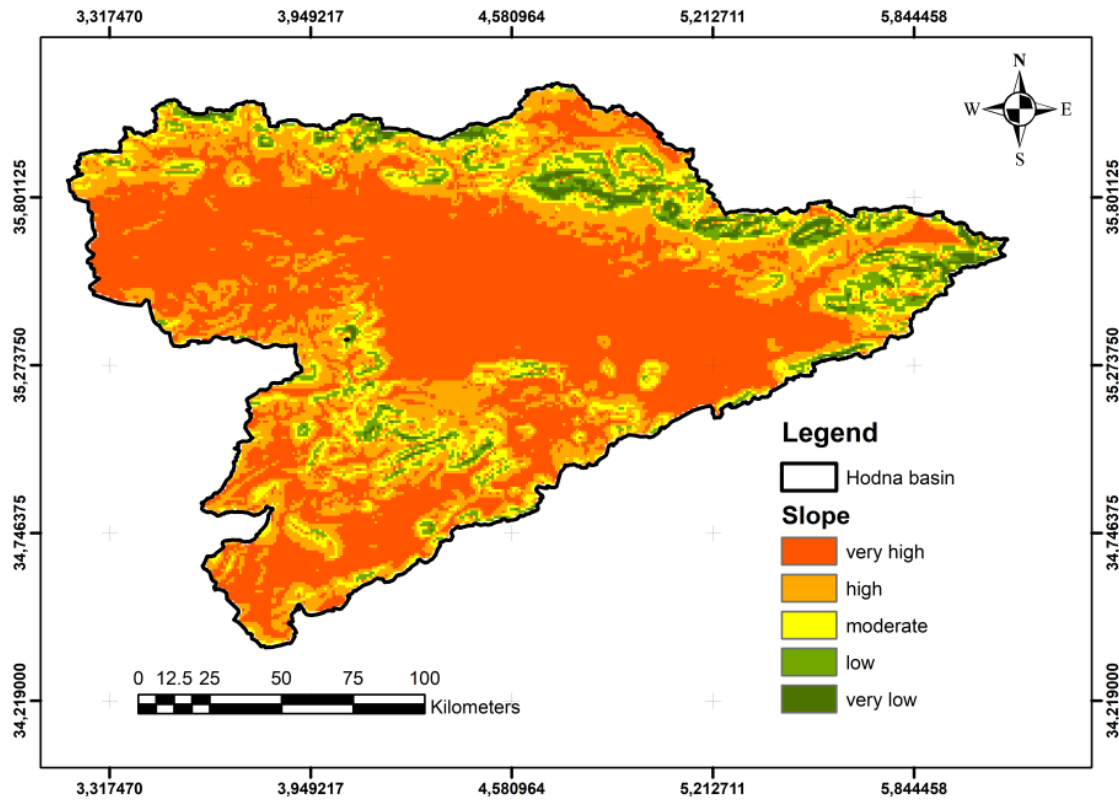 3,317470 3,949217 4,580964 5,212711 5,844458
N
W E
S
35,801125 35,801125
35,273750 35,273750
34,746375 34,746375
34,219000 34,219000
Legend
Hodna basin
Slope
very high
high
moderate
low
very low
0 12.5 25 50 75 100
Kilometers
3,317470 3,949217 4,580964 5,212711 5,844458